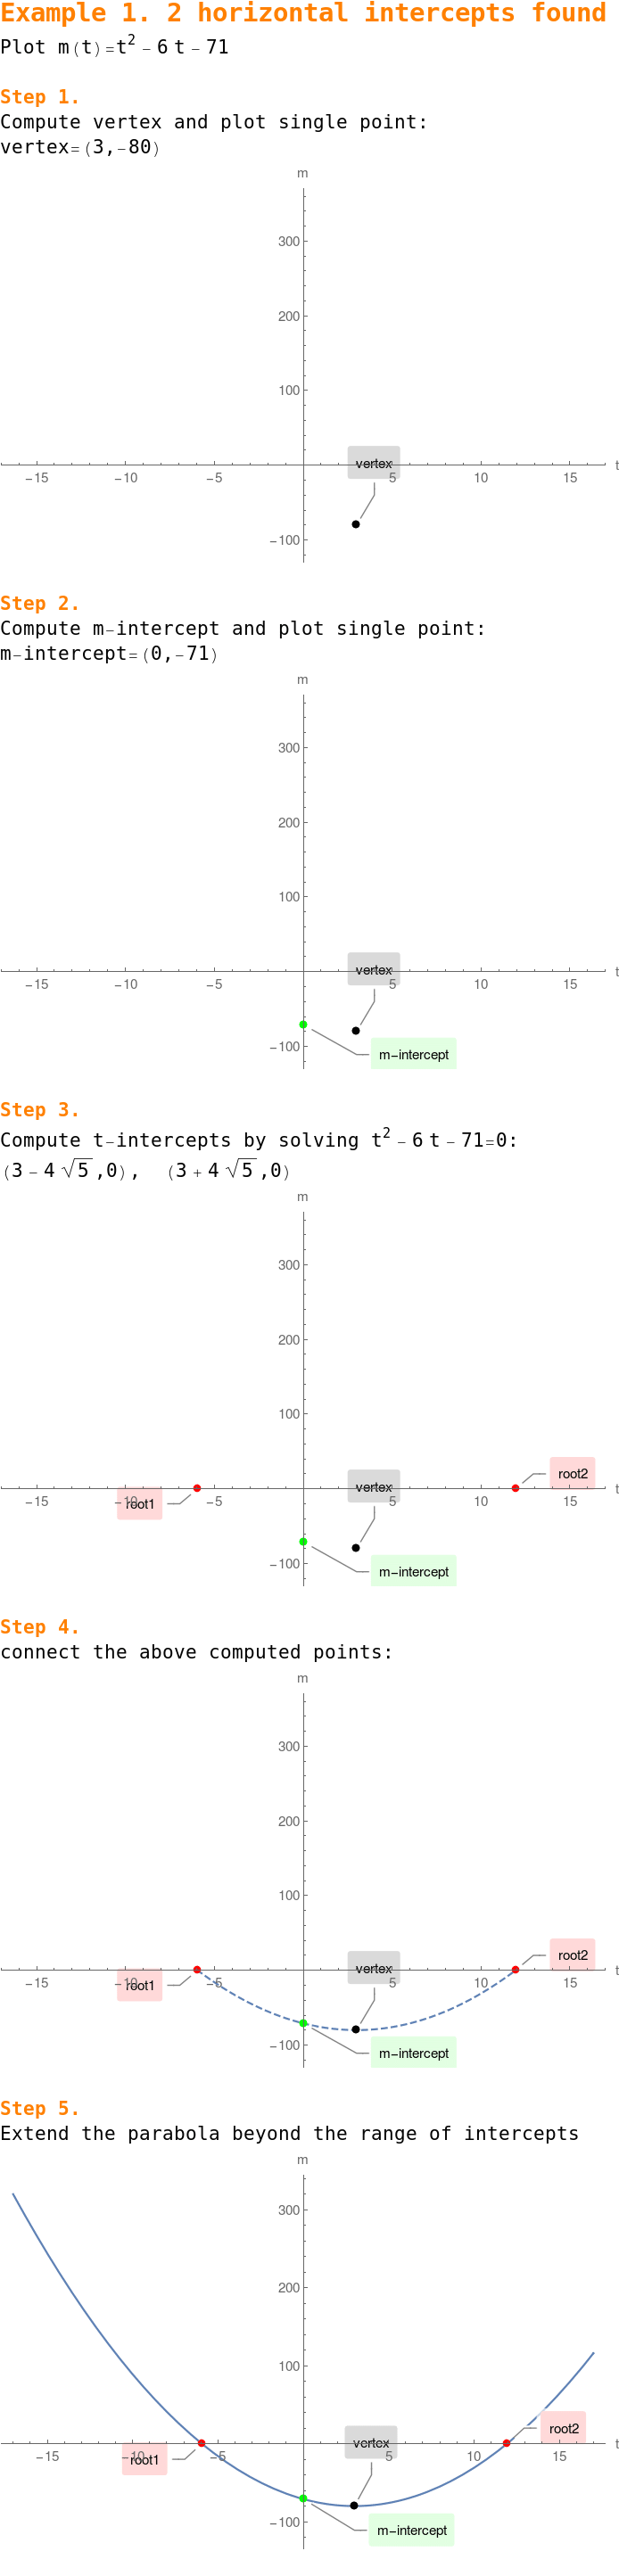 Example 1. 2 horizontal intercepts found
Plot m(t)=t² − 6 t − 71
Step 1.
Compute vertex and plot single point:
vertex=(3,−80)
m
300
200
100
vertex
−15 −10 −5 5 10 15 t
−100
Step 2.
Compute m−intercept and plot single point:
m−intercept=(0,−71)
m
300
200
100
vertex
−15 −10 −5 5 10 15 t
−100 m−intercept
Step 3.
Compute t−intercepts by solving t² − 6 t − 71=0:
(3 − 4 √5 ,0), (3 + 4 √5 ,0)
m
300
200
100
vertex root2
−15 −10 −5 5 10 15 t
root1
−100 m−intercept
Step 4.
connect the above computed points:
m
300
200
100
vertex root2
−15 −10 −5 5 10 15 t
root1
−100 m−intercept
Step 5.
Extend the parabola beyond the range of intercepts
m
300
200
100
vertex root2
−15 −10 −5 5 10 15 t
root1
−100 m−intercept